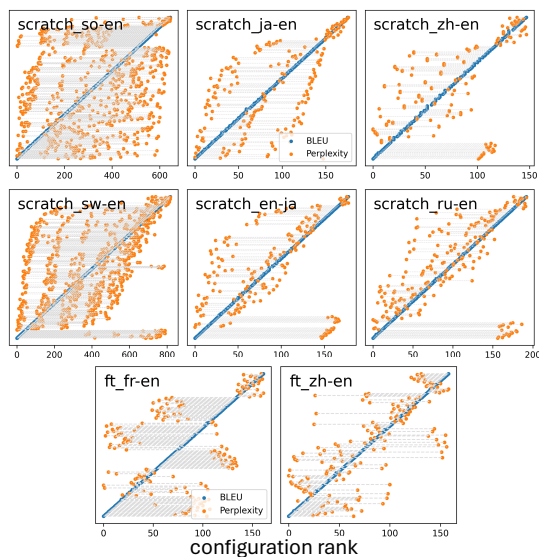 scratch_so-en
scratch_ja-en
scratch_zh-en
BLEU
Perplexity
0 200 400 600
0 50 100 150
0 50 100
scratch_sw-en
scratch_en-ja
scratch_ru-en
0 200 400 600 800
0 50 100 150
0 50 100 150 200
ft_fr-en
ft_zh-en
BLEU
Perplexity
0 50 100 150
0 50 100 150
configuration rank